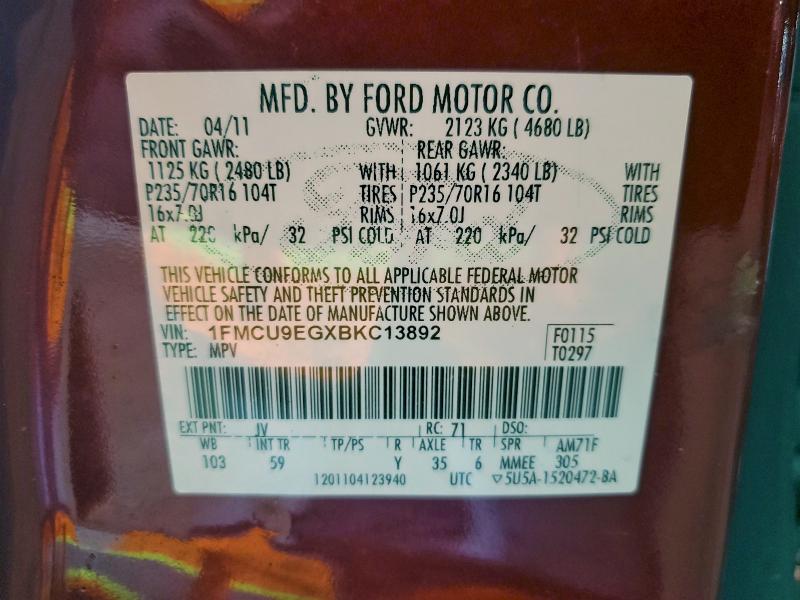 MFD. BY FORD MOTOR CO.
DATE: 04/11 GVWR: 2123 KG ( 4680 LB)
FRONT GAWR: REAR GAWR:
1125 KG ( 2480 LB) WITH 1061 KG ( 2340 LB) WITH
P235/70R16 104T TIRES P235/70R16 104T TIRES
16x7.0J RIMS 16x7.0J RIMS
AT 220 kPa/ 32 PSI COLD AT 220 kPa/ 32 PSI COLD
THIS VEHICLE CONFORMS TO ALL APPLICABLE FEDERAL MOTOR
VEHICLE SAFETY AND THEFT PREVENTION STANDARDS IN
EFFECT ON THE DATE OF MANUFACTURE SHOWN ABOVE.
VIN: 1FMCU9EGXBKC13892 F0115
TYPE: MPV T0297
EXT PNT: JV RC: 71 DSO:
WB INT TR TP/PS R AXLE TR SPR AM71F
103 59 Y 35 6 MMEE 305
1201104123940 UTC ▽5U5A-1520472-BA